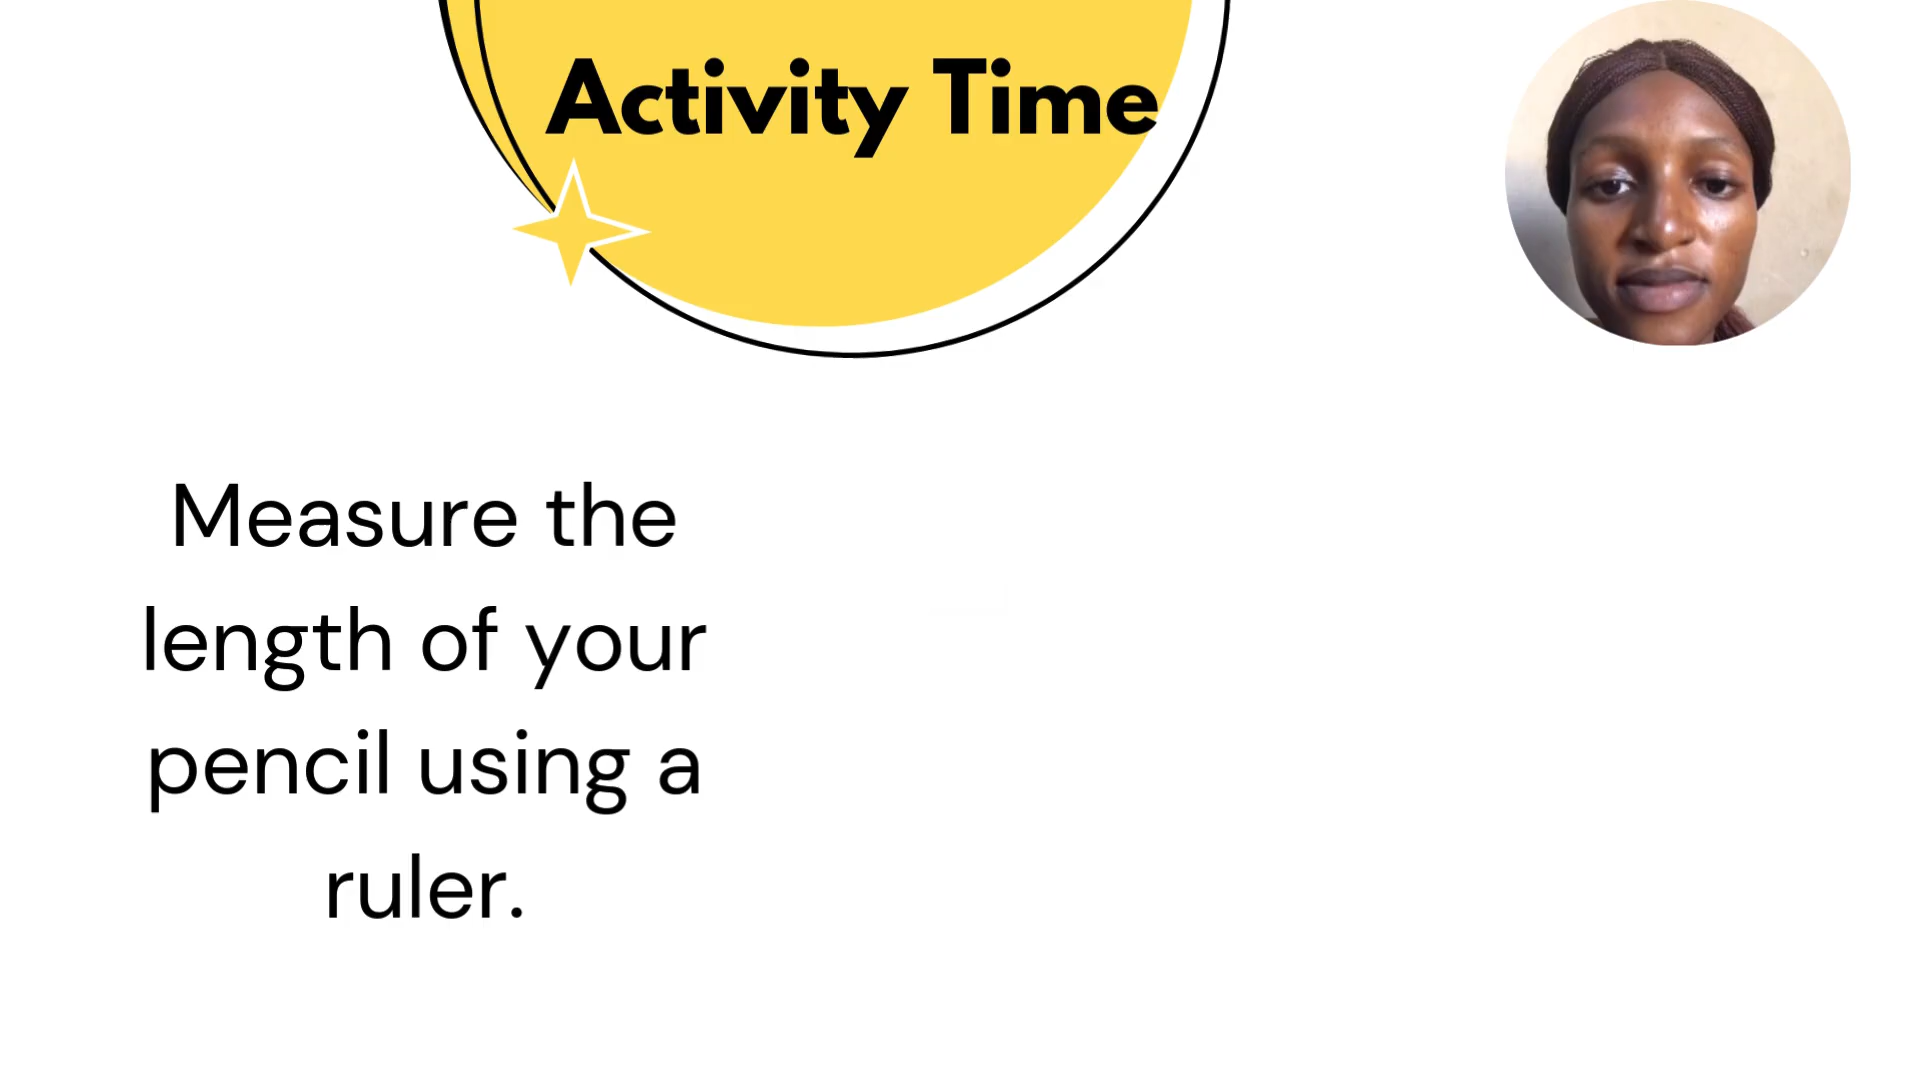 Activity Time
Measure the
length of your
pencil using a
ruler.